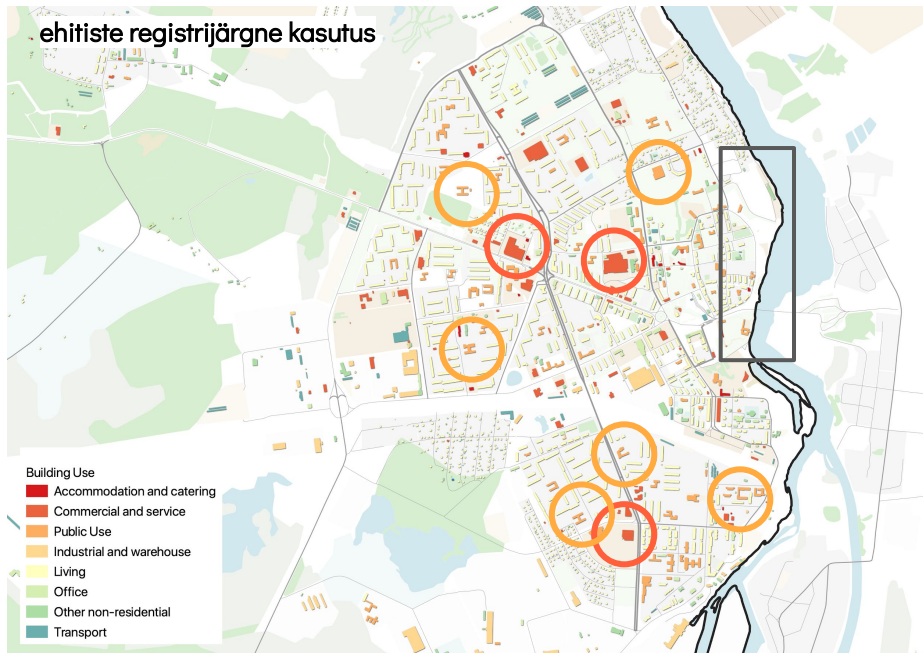 ehitiste registrijärgne kasutus
Building Use
Accommodation and catering
Commercial and service
Public Use
Industrial and warehouse
Living
Office
Other non-residential
Transport